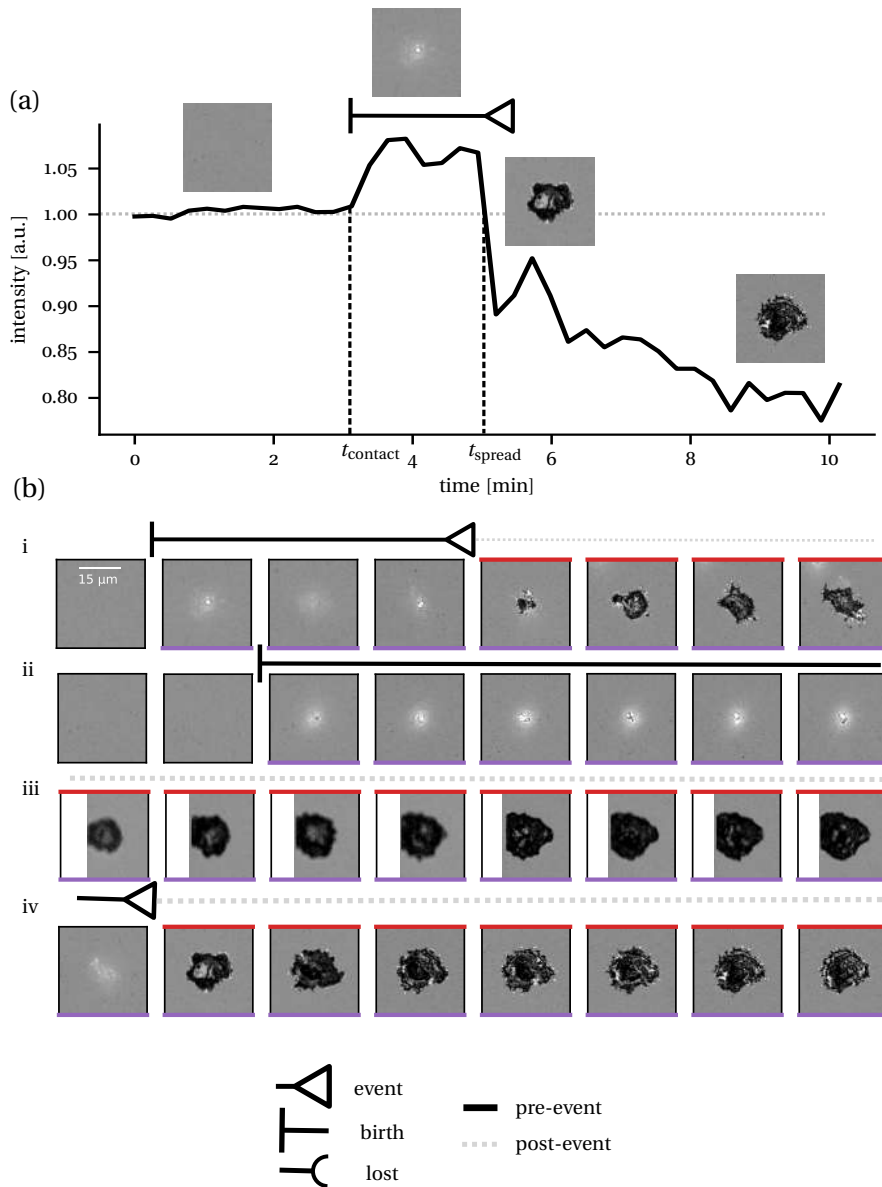 (a)
1.05
1.00
0.95
0.90
0.85
0.80
intensity [a.u.]
0 2 t_contact 4 t_spread 6 8 10
time [min]
(b)
i
15 µm
ii
iii
iv
event
birth
lost
pre-event
post-event